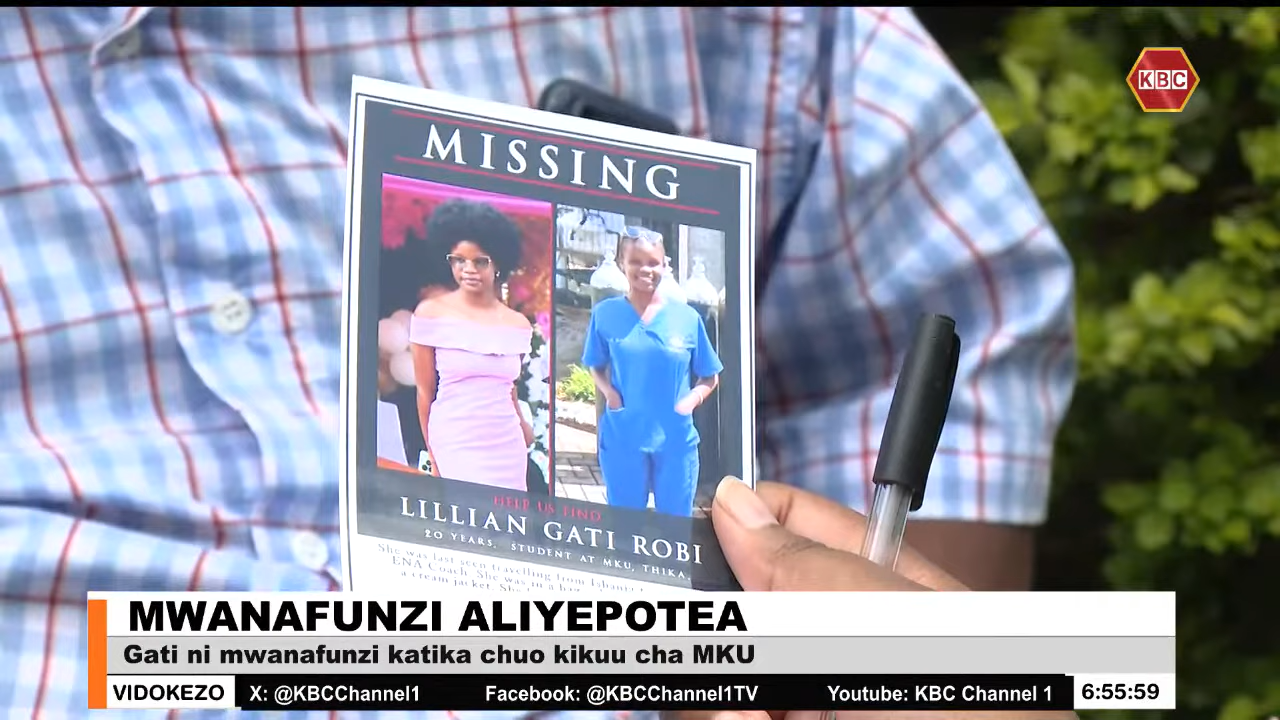 KBC
MISSING
HELP US FIND
LILLIAN GATI ROBI
20 YEARS, STUDENT AT MKU, THIKA.
She was last seen travelling from Isbania
ENA Coach. She was in a
a cream jacket. She
MWANAFUNZI ALIYEPOTEA
Gati ni mwanafunzi katika chuo kikuu cha MKU
VIDOKEZO X: @KBCChannel1 Facebook: @KBCChannel1TV Youtube: KBC Channel 1 6:55:59